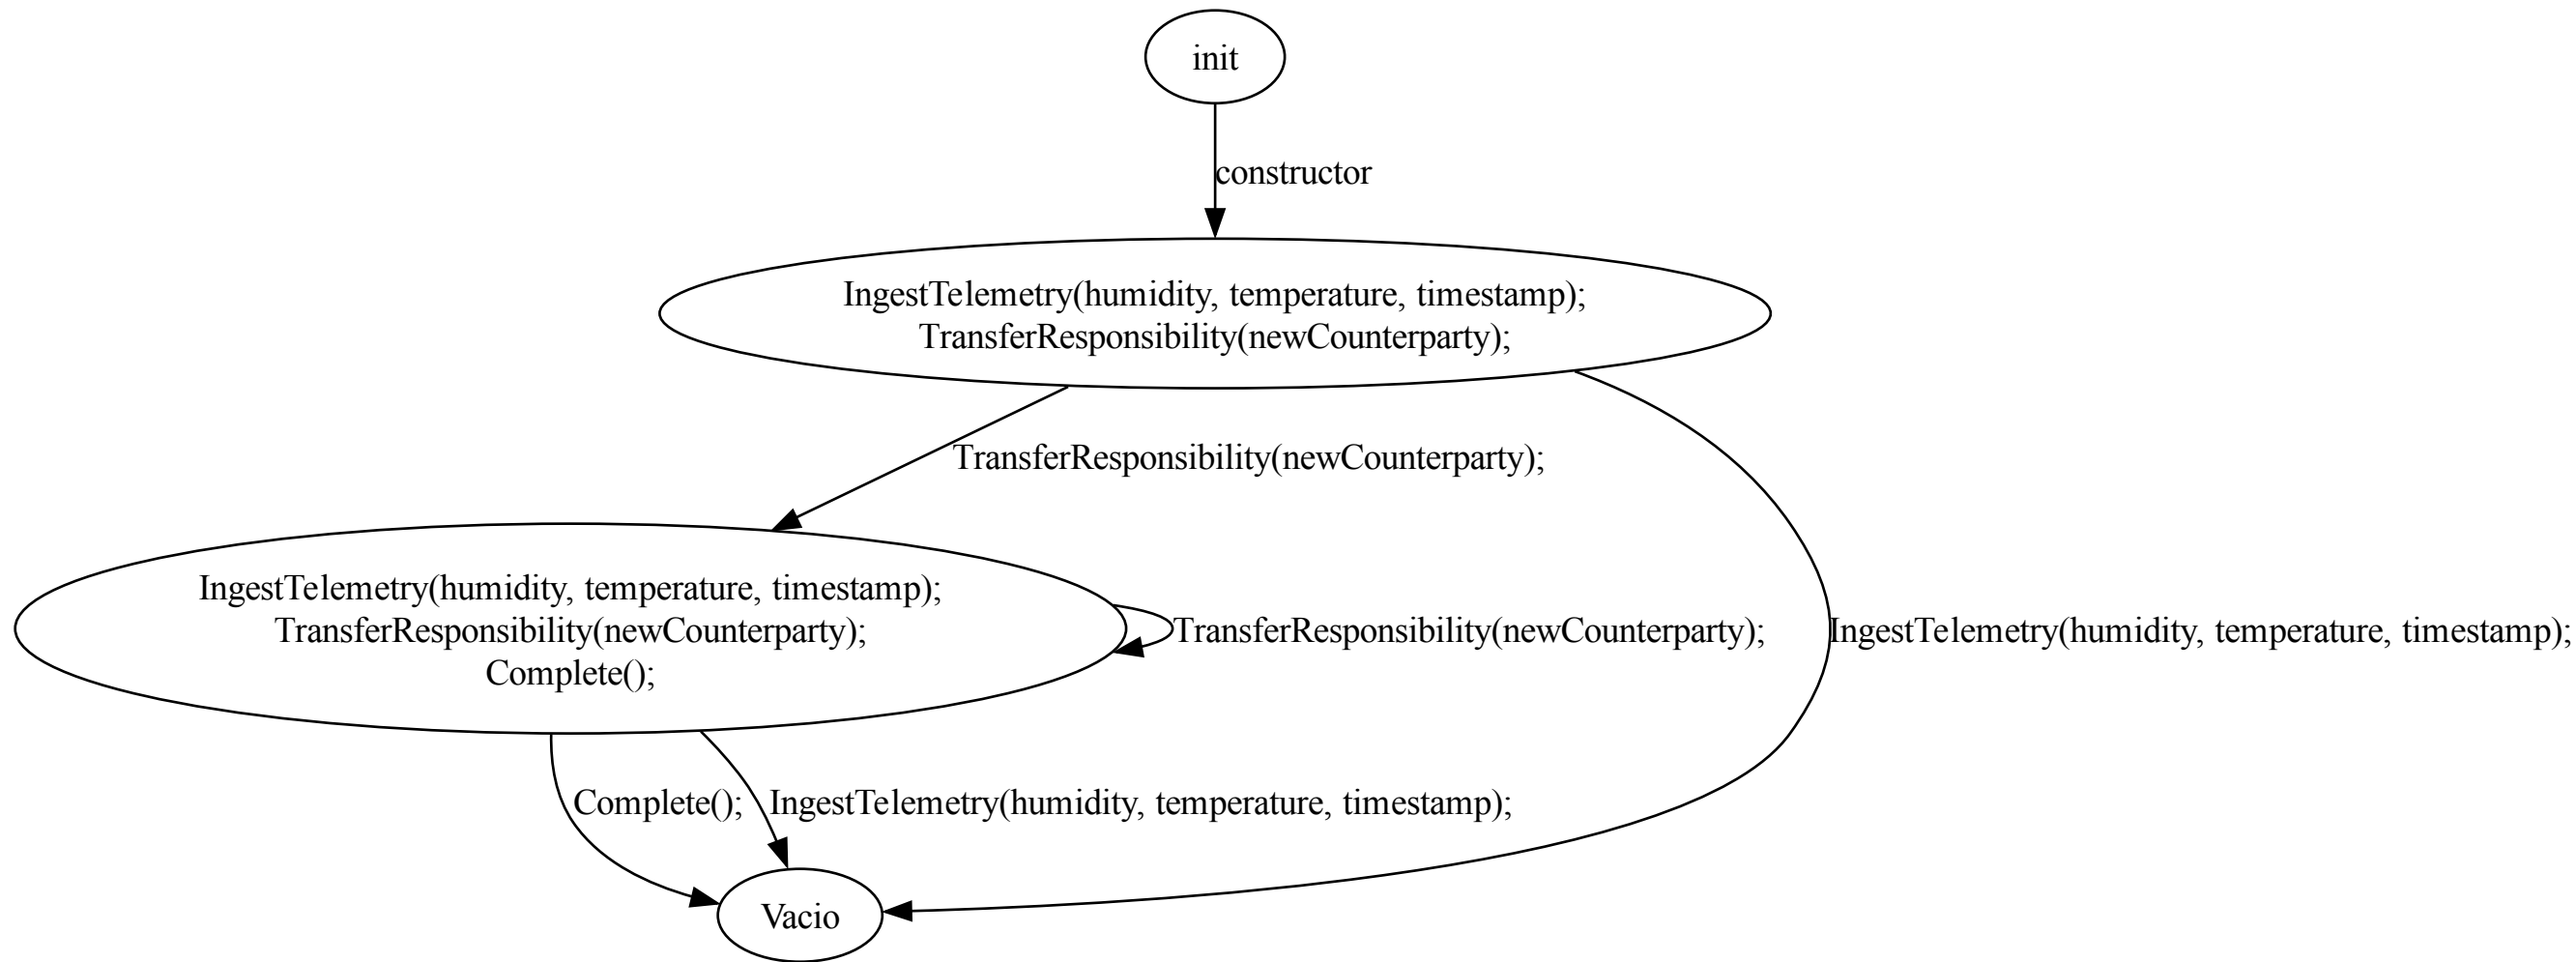 init
constructor
IngestTelemetry(humidity, temperature, timestamp);
TransferResponsibility(newCounterparty);
TransferResponsibility(newCounterparty);
IngestTelemetry(humidity, temperature, timestamp);
TransferResponsibility(newCounterparty);
Complete();
TransferResponsibility(newCounterparty);
IngestTelemetry(humidity, temperature, timestamp);
Complete();
IngestTelemetry(humidity, temperature, timestamp);
Vacio